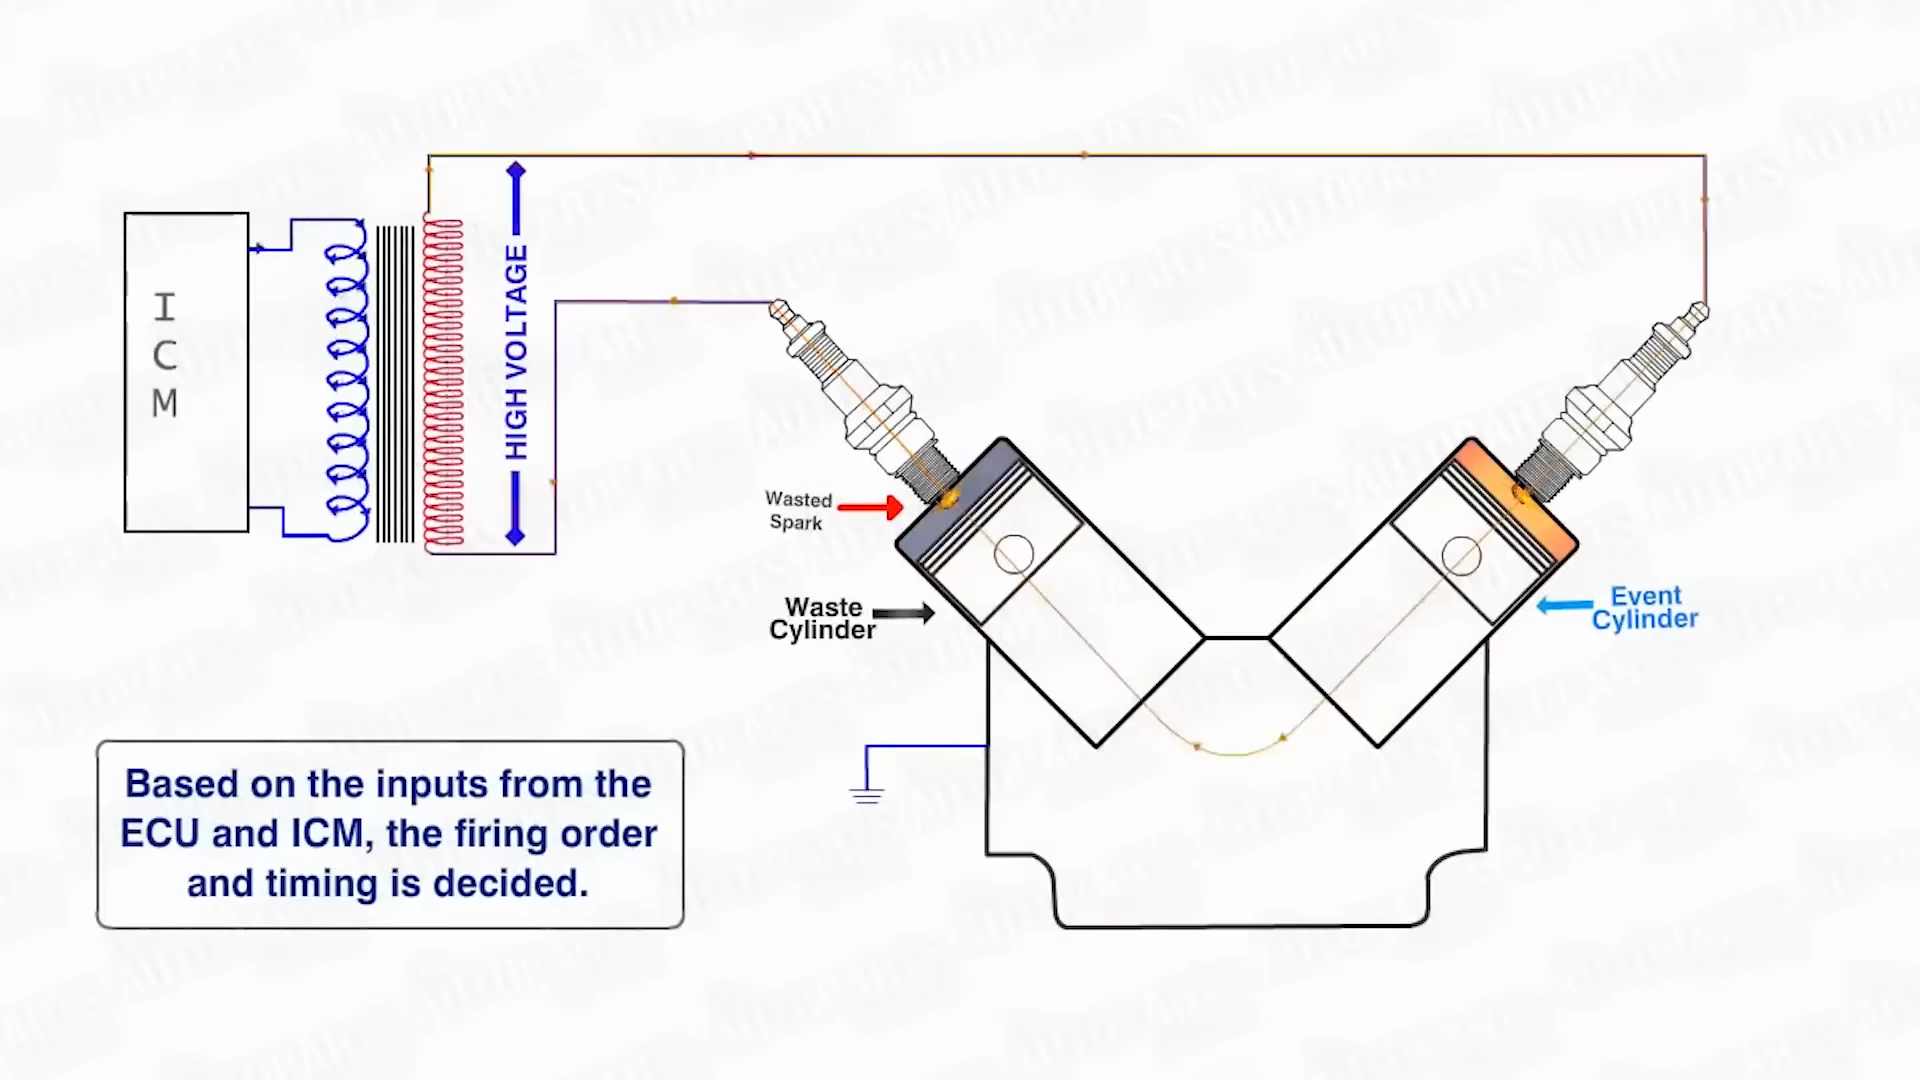 I
C
M
HIGH VOLTAGE
Wasted
Spark
Waste
Cylinder
Event
Cylinder
Based on the inputs from the
ECU and ICM, the firing order
and timing is decided.